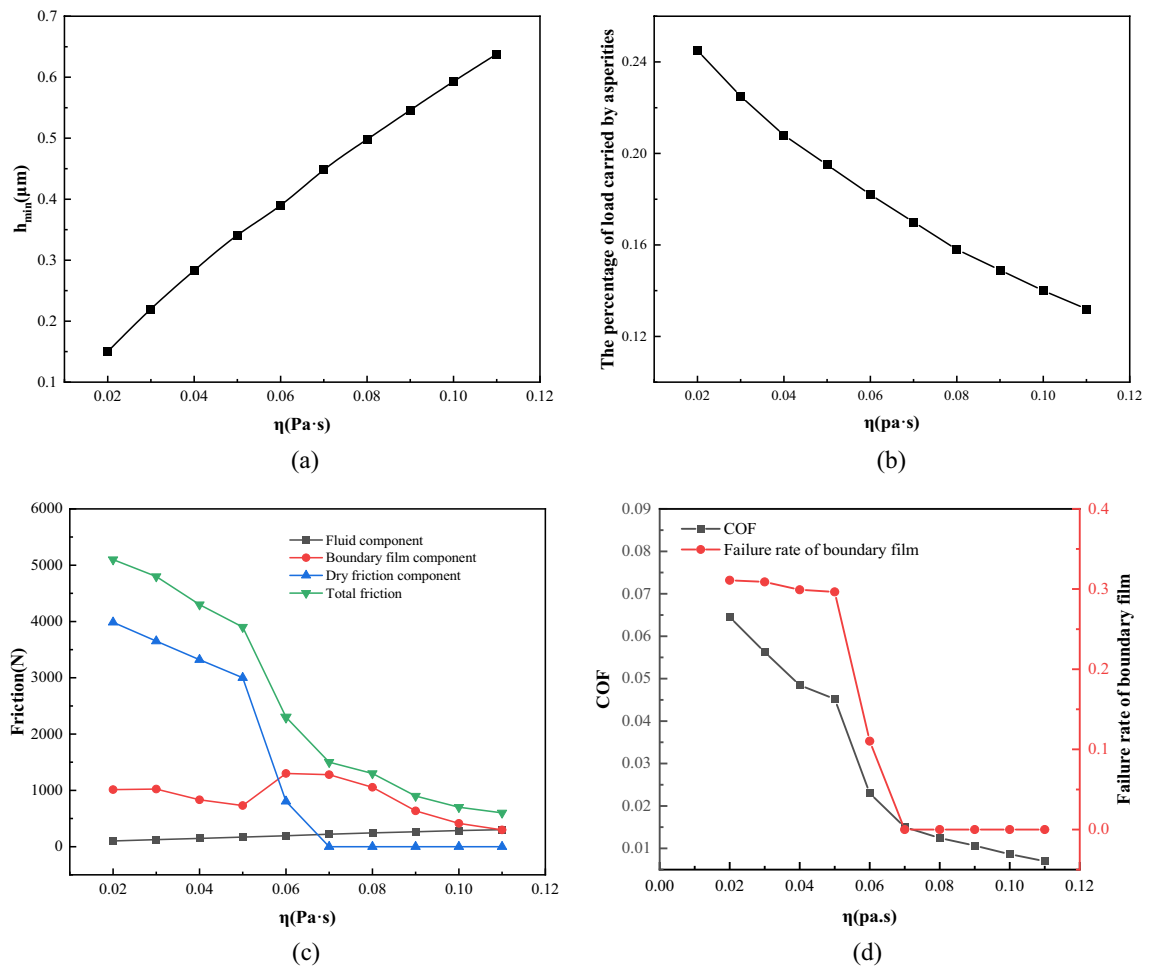 0.7
0.6
0.5
0.4
0.3
0.2
0.1
h_min(μm)
0.02 0.04 0.06 0.08 0.10 0.12
η(Pa·s)
(a)
The percentage of load carried by asperities
0.24
0.20
0.16
0.12
0.02 0.04 0.06 0.08 0.10 0.12
η(pa·s)
(b)
6000
5000
4000
3000
2000
1000
0
Friction(N)
Fluid component
Boundary film component
Dry friction component
Total friction
0.02 0.04 0.06 0.08 0.10 0.12
η(Pa·s)
(c)
0.09
0.08
0.07
0.06
0.05
0.04
0.03
0.02
0.01
COF
COF
Failure rate of boundary film
0.4
0.3
0.2
0.1
0.0
Failure rate of boundary film
0.00 0.02 0.04 0.06 0.08 0.10 0.12
η(pa.s)
(d)